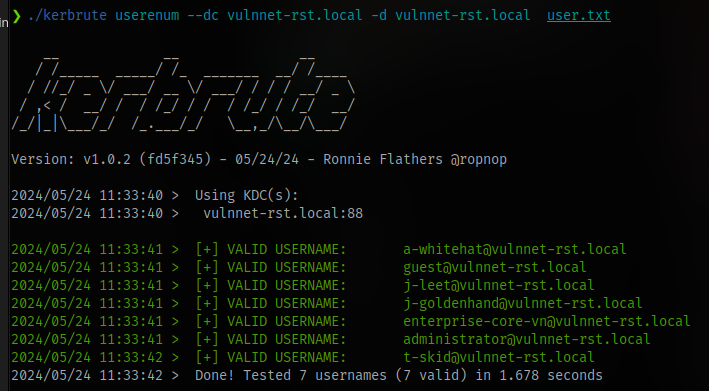 in
❯ ./kerbrute userenum --dc vulnnet-rst.local -d vulnnet-rst.local user.txt
kerbrute
Version: v1.0.2 (fd5f345) - 05/24/24 - Ronnie Flathers @ropnop
2024/05/24 11:33:40 > Using KDC(s):
2024/05/24 11:33:40 > vulnnet-rst.local:88
2024/05/24 11:33:41 > [+] VALID USERNAME: a-whitehat@vulnnet-rst.local
2024/05/24 11:33:41 > [+] VALID USERNAME: guest@vulnnet-rst.local
2024/05/24 11:33:41 > [+] VALID USERNAME: j-leet@vulnnet-rst.local
2024/05/24 11:33:41 > [+] VALID USERNAME: j-goldenhand@vulnnet-rst.local
2024/05/24 11:33:41 > [+] VALID USERNAME: enterprise-core-vn@vulnnet-rst.local
2024/05/24 11:33:41 > [+] VALID USERNAME: administrator@vulnnet-rst.local
2024/05/24 11:33:42 > [+] VALID USERNAME: t-skid@vulnnet-rst.local
2024/05/24 11:33:42 > Done! Tested 7 usernames (7 valid) in 1.678 seconds